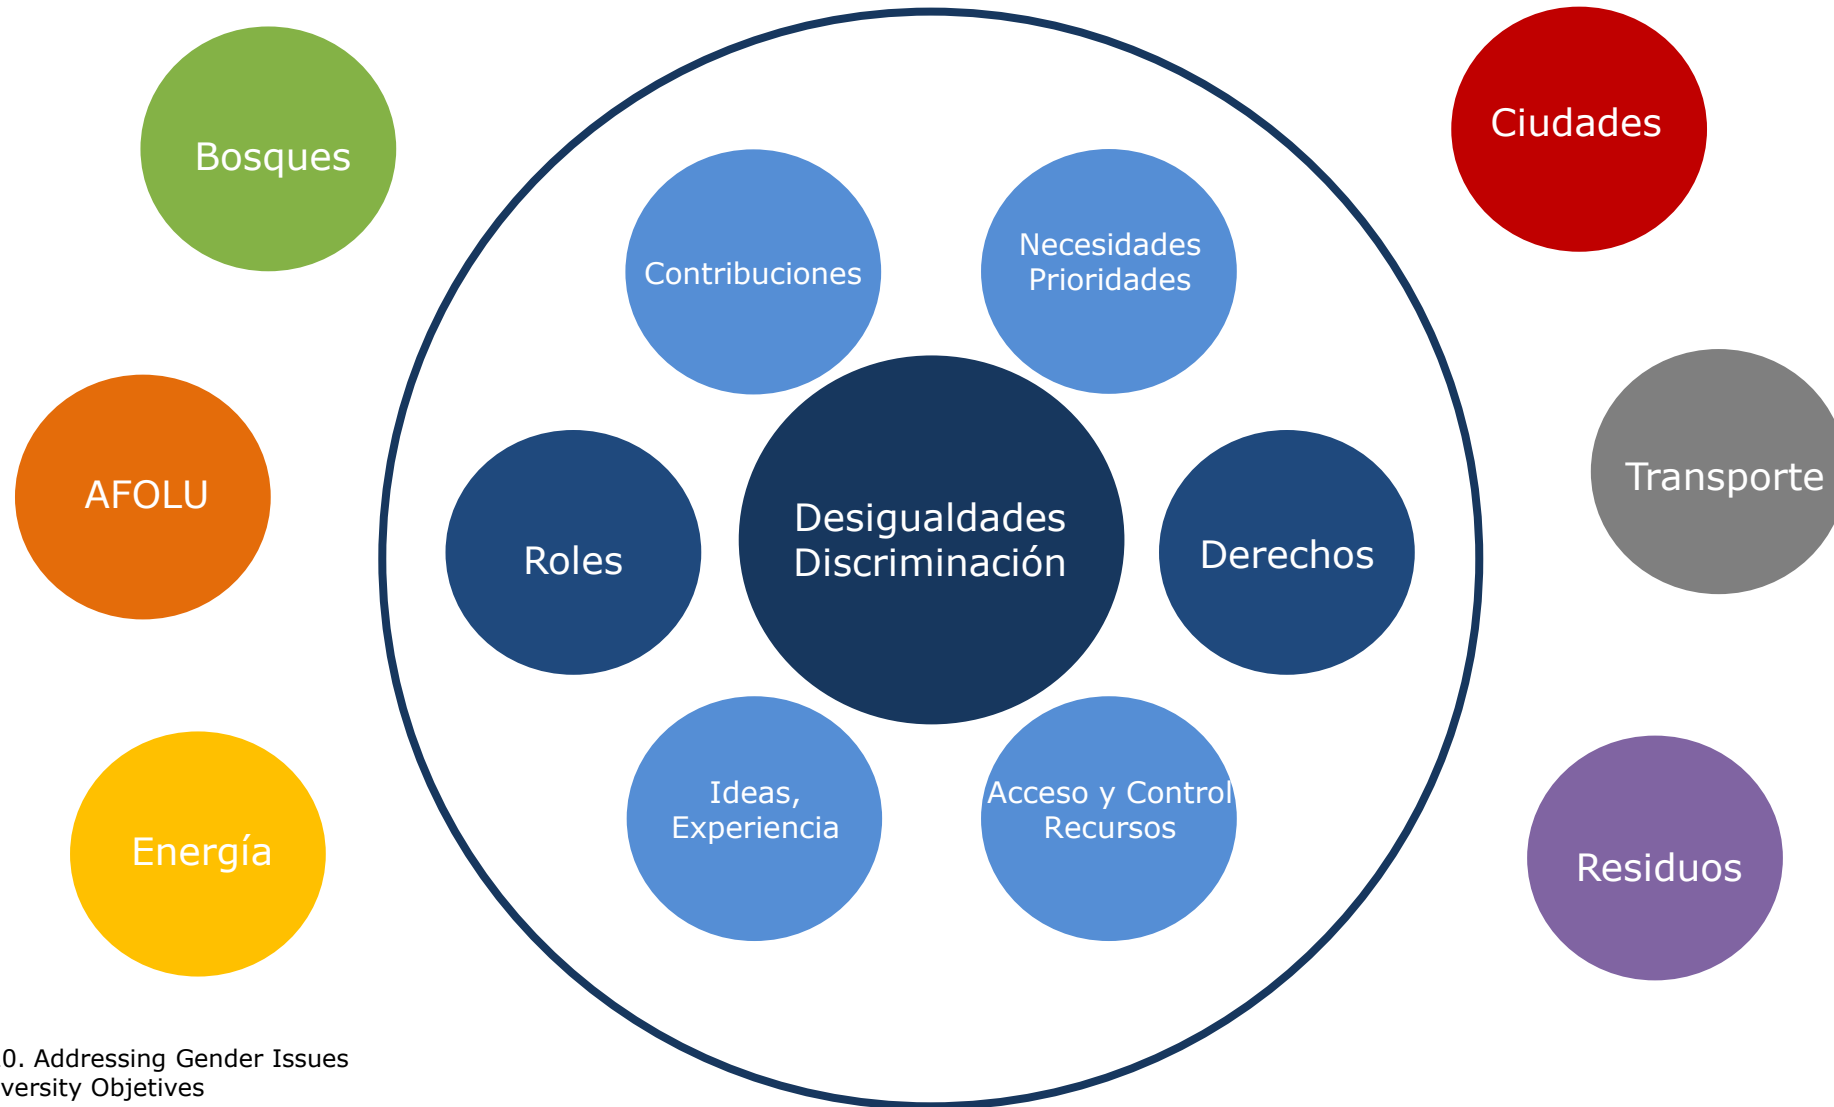 Bosques
Ciudades
Contribuciones
Necesidades
Prioridades
AFOLU
Roles
Desigualdades
Discriminación
Derechos
Transporte
Energía
Ideas,
Experiencia
Acceso y Control
Recursos
Residuos
0. Addressing Gender Issues
versity Objetives